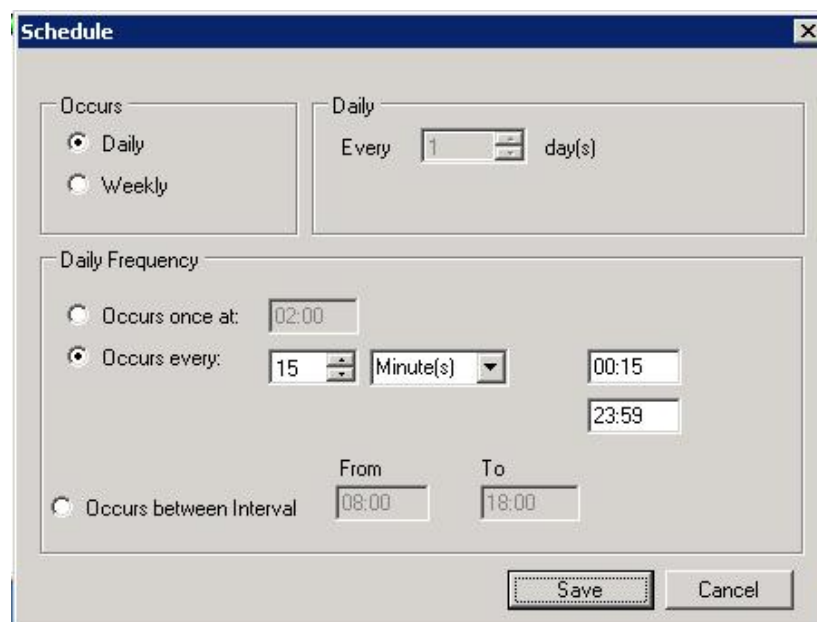 Schedule
Occurs
Daily
Weekly
Daily
Every 1 day(s)
Daily Frequency
Occurs once at: 02:00
Occurs every: 15 Minute(s) 00:15
23:59
From To
Occurs between Interval 08:00 18:00
Save Cancel